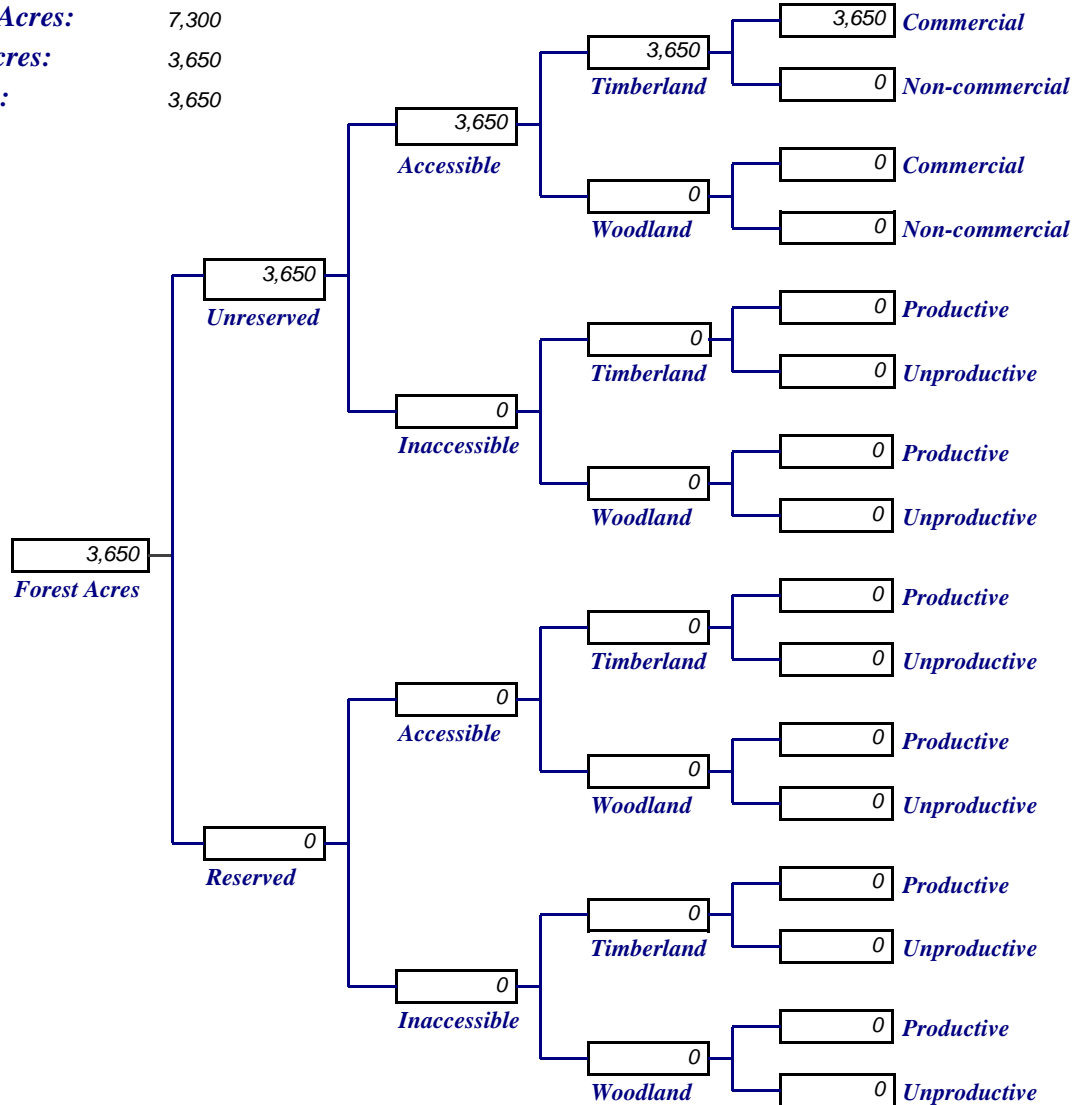 Acres: 7,300
cres: 3,650
: 3,650
3,650 Commercial
3,650
Timberland
0 Non-commercial
3,650
Accessible
0 Commercial
0
Woodland
0 Non-commercial
3,650
Unreserved
0 Productive
0
Timberland
0 Unproductive
0
Inaccessible
0 Productive
0
Woodland
0 Unproductive
3,650
Forest Acres
0 Productive
0
Timberland
0 Unproductive
0
Accessible
0 Productive
0
Woodland
0 Unproductive
0
Reserved
0 Productive
0
Timberland
0 Unproductive
0
Inaccessible
0 Productive
0
Woodland
0 Unproductive